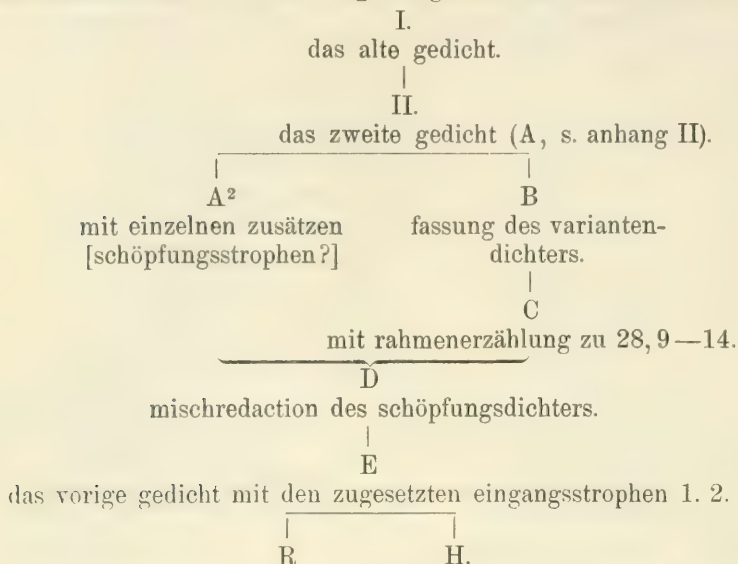 I.
das alte gedicht.
II.
das zweite gedicht (A, s. anhang II).
A² B
mit einzelnen zusätzen fassung des varianten-
[schöpfungsstrophen?] dichters.
C
mit rahmenerzählung zu 28, 9—14.
D
mischredaction des schöpfungsdichters.
E
das vorige gedicht mit den zugesetzten eingangsstrophen 1. 2.
R H.